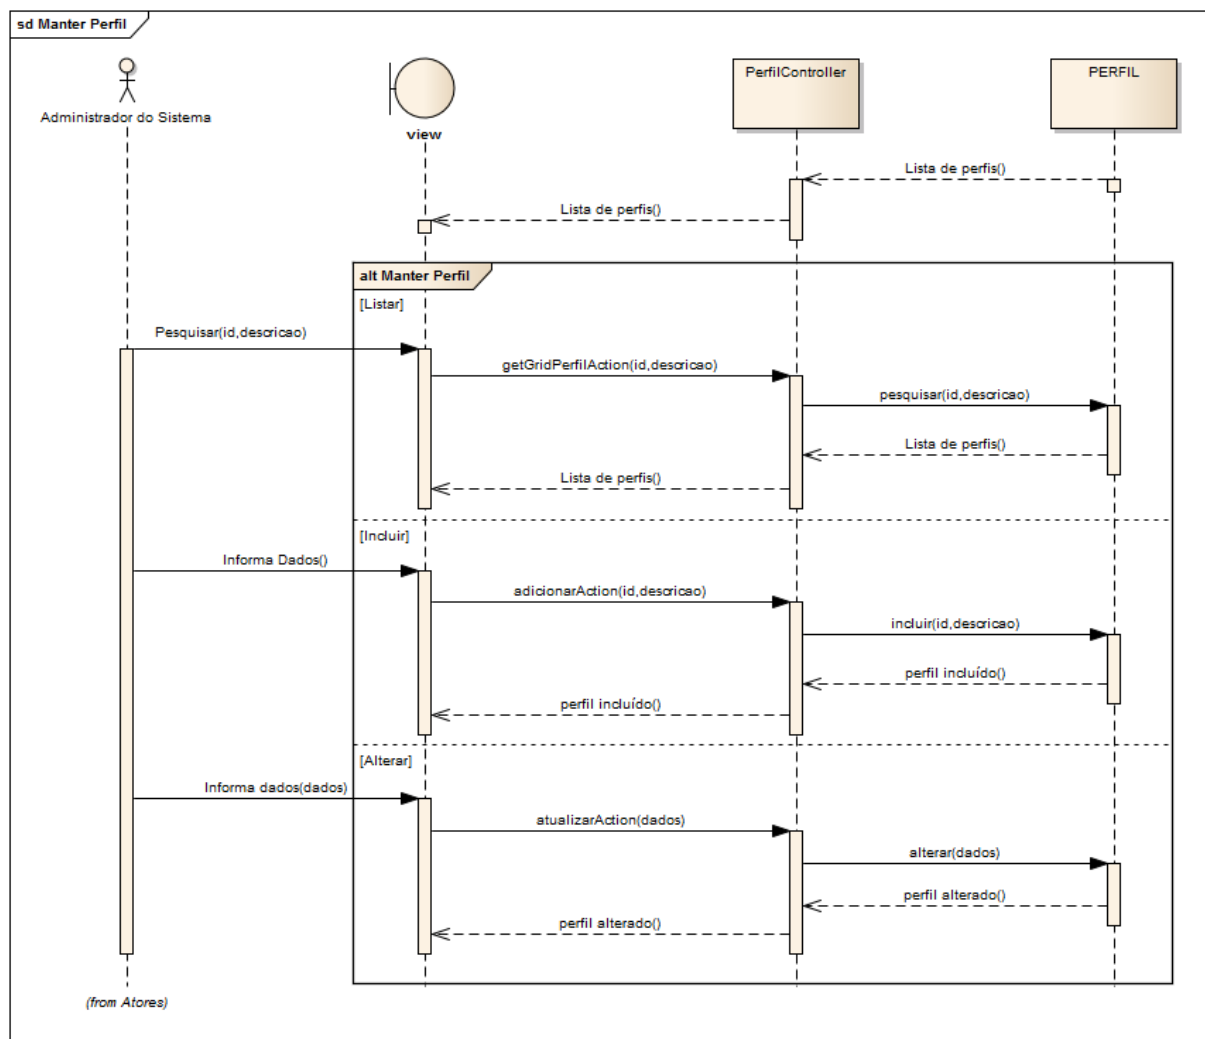 sd Manter Perfil
Administrador do Sistema
view
PerfilController
PERFIL
Lista de perfis()
Lista de perfis()
alt Manter Perfil
[Listar]
Pesquisar(id,descricao)
getGridPerfilAction(id,descricao)
pesquisar(id,descricao)
Lista de perfis()
Lista de perfis()
[Incluir]
Informa Dados()
adicionarAction(id,descricao)
incluir(id,descricao)
perfil incluído()
perfil incluído()
[Alterar]
Informa dados(dados)
atualizarAction(dados)
alterar(dados)
perfil alterado()
perfil alterado()
(from Atores)